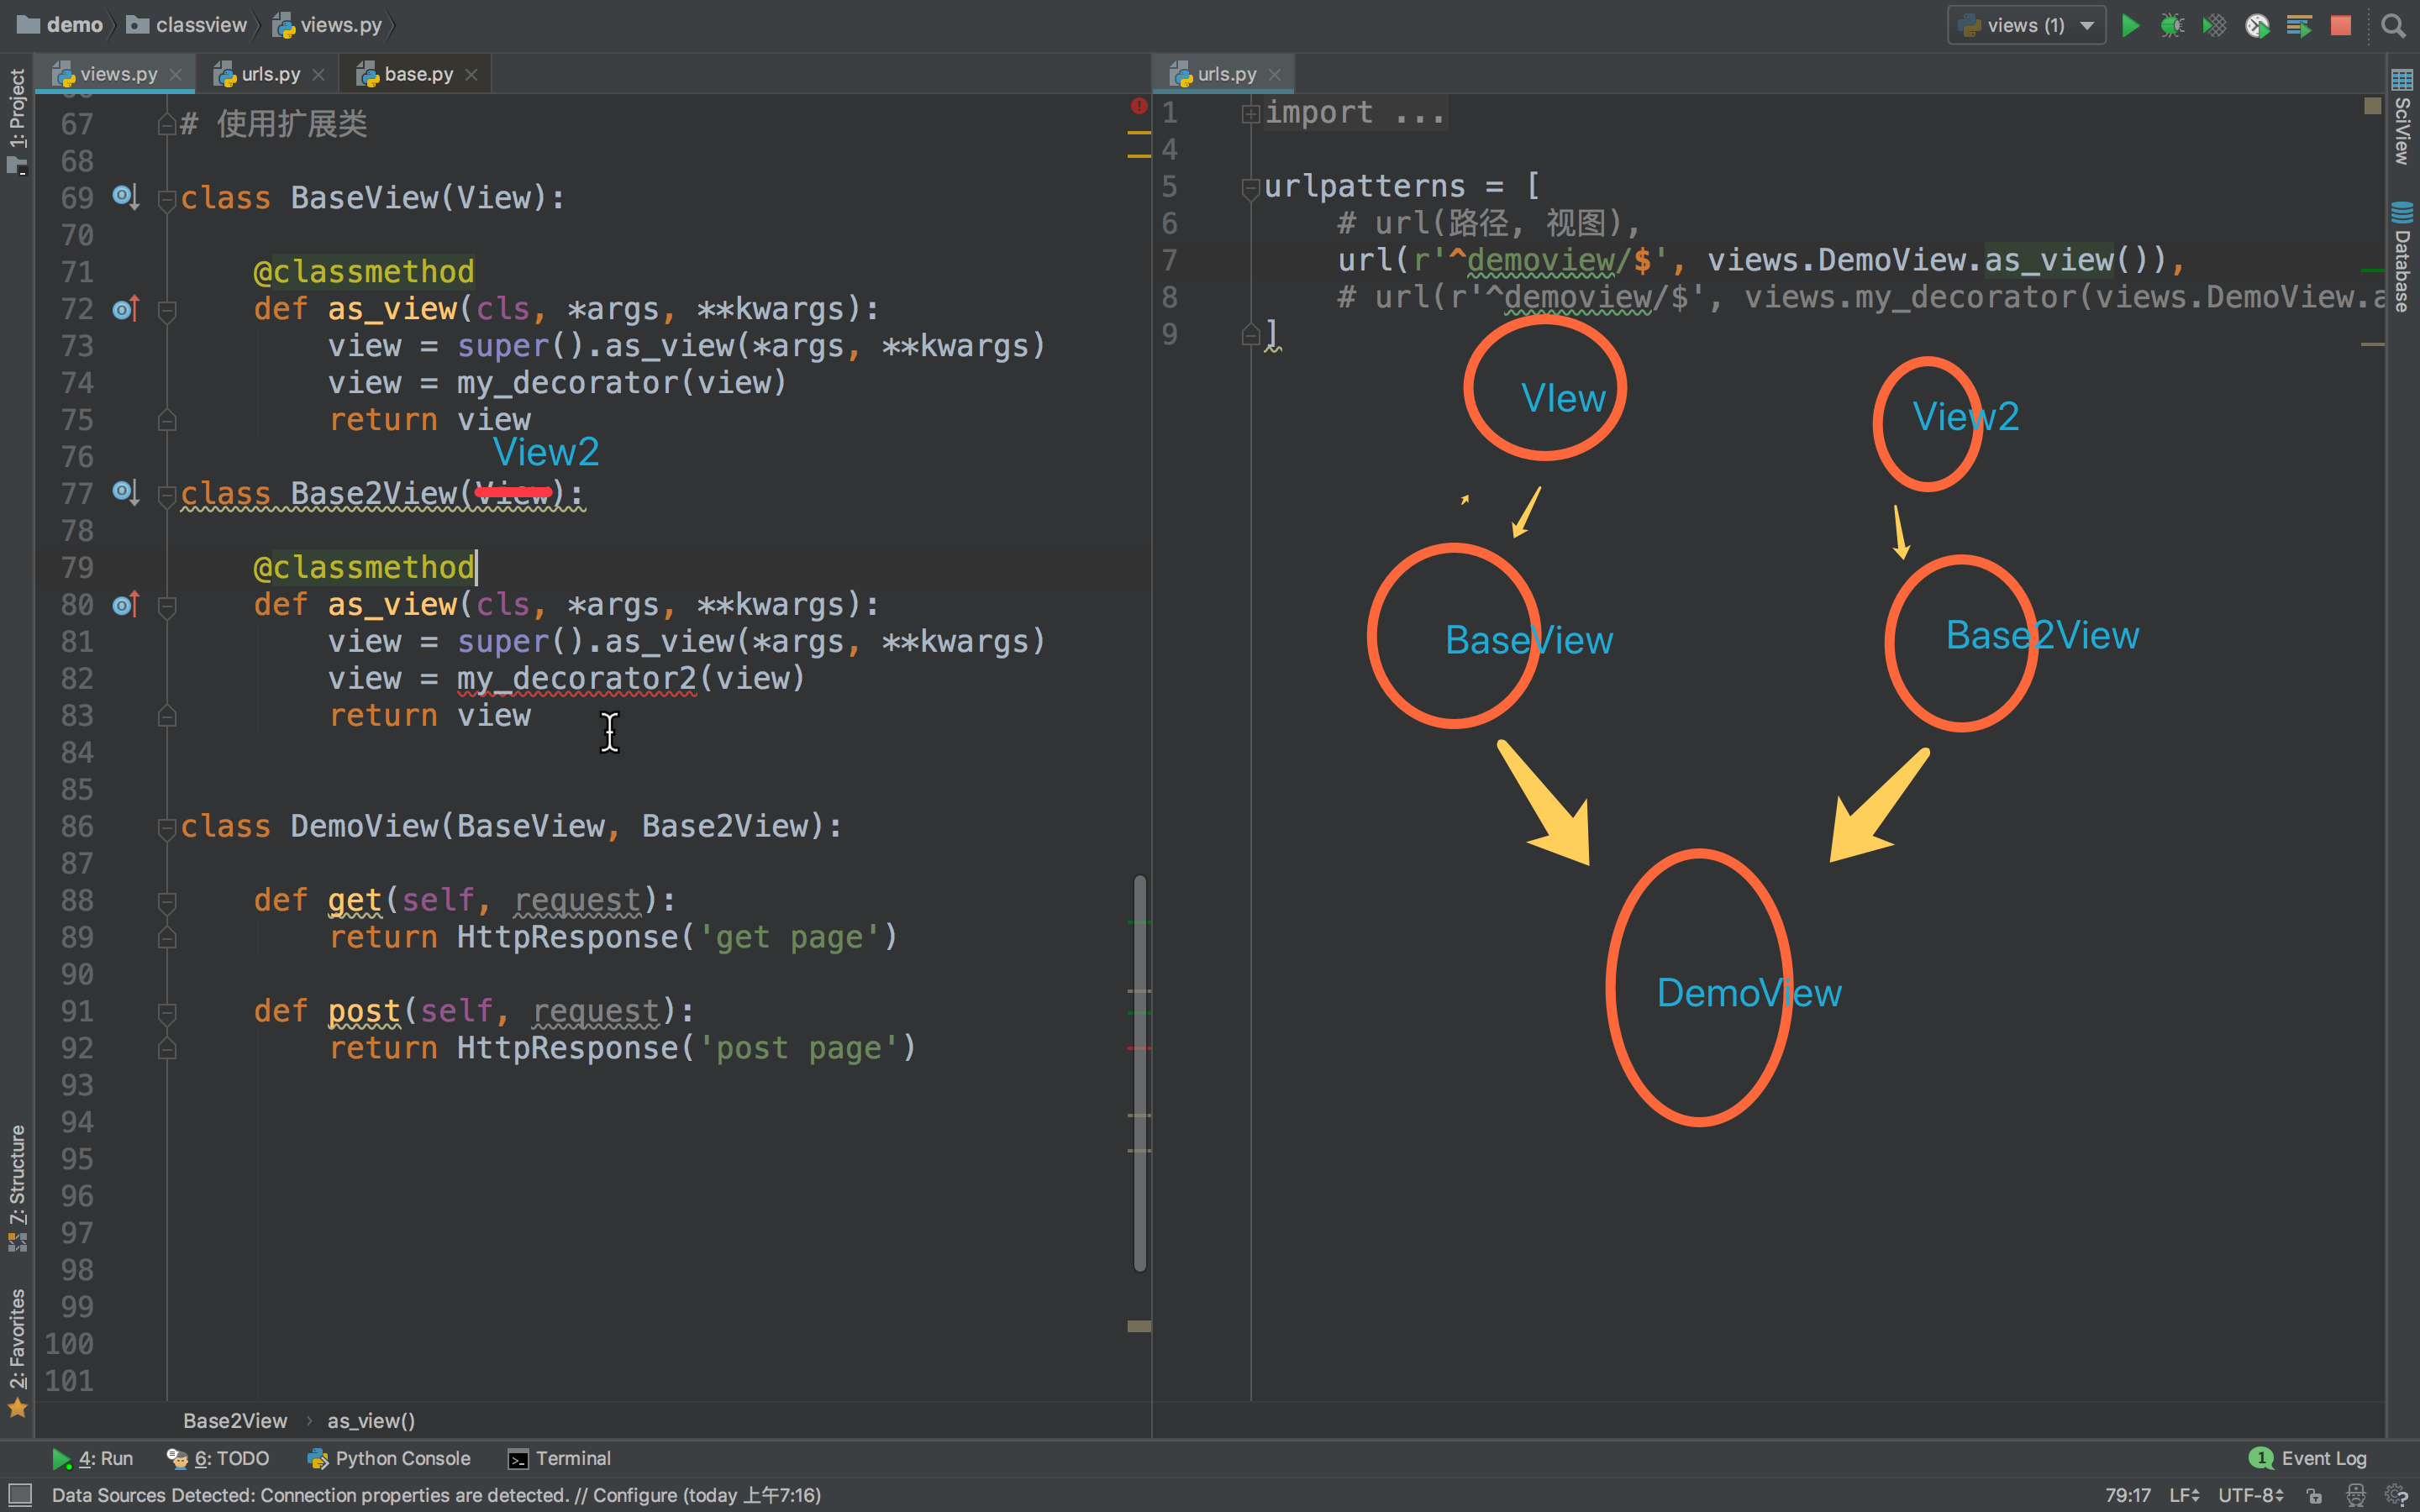 demo classview views.py
views (1)
views.py urls.py base.py
urls.py
1: Project
7: Structure
2: Favorites
SciView
Database
67 # 使用扩展类
68
69 class BaseView(View):
70
71 @classmethod
72 def as_view(cls, *args, **kwargs):
73 view = super().as_view(*args, **kwargs)
74 view = my_decorator(view)
75 return view
76
View2
77 class Base2View(View):
78
79 @classmethod
80 def as_view(cls, *args, **kwargs):
81 view = super().as_view(*args, **kwargs)
82 view = my_decorator2(view)
83 return view
84
85
86 class DemoView(BaseView, Base2View):
87
88 def get(self, request):
89 return HttpResponse('get page')
90
91 def post(self, request):
92 return HttpResponse('post page')
93
94
95
96
97
98
99
100
101
1 import ...
4
5 urlpatterns = [
6 # url(路径, 视图),
7 url(r'^demoview/$', views.DemoView.as_view()),
8 # url(r'^demoview/$', views.my_decorator(views.DemoView.a
9 ]
VIew
View2
BaseView
Base2View
DemoView
Base2View › as_view()
4: Run 6: TODO Python Console Terminal
1 Event Log
Data Sources Detected: Connection properties are detected. // Configure (today 上午7:16)
79:17 LF UTF-8